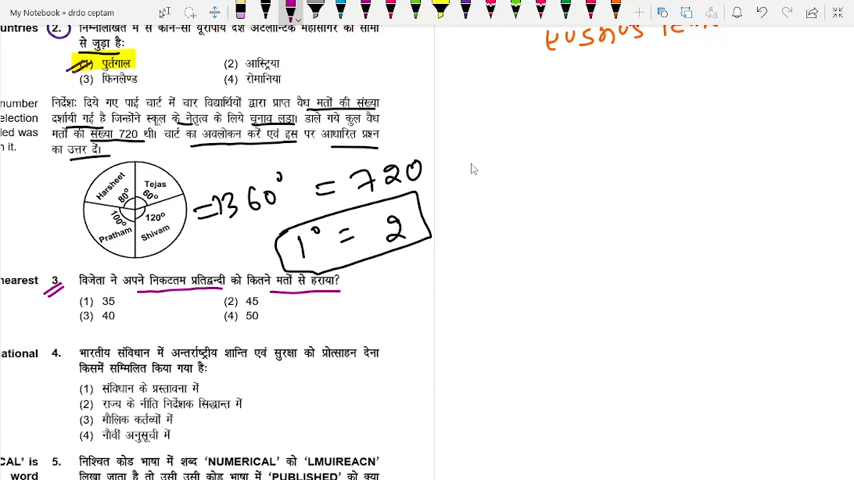 My Notebook » drdo ceptam
untries 2. निम्नलिखित में से कौन-सा यूरोपीय देश अटलान्टिक महासागर की सीमा
से जुड़ा है:
(1) पुर्तगाल (2) आस्ट्रिया
(3) फिनलैण्ड (4) रोमानिया
number निर्देश: दिये गए पाई चार्ट में चार विद्यार्थियों द्वारा प्राप्त वैध मतों की संख्या
election दर्शायी गई है जिन्होंने स्कूल के नेतृत्व के लिये चुनाव लड़ा। डाले गये कुल वैध
led was मतों की संख्या 720 थी। चार्ट का अवलोकन करें एवं इस पर आधारित प्रश्न
n it. का उत्तर दें।
Harsheet 80° Tejas 60°
Pratham 100° Shivam 120°
= 360° = 720
1° = 2
nearest 3. विजेता ने अपने निकटतम प्रतिद्वन्दी को कितने मतों से हराया?
(1) 35 (2) 45
(3) 40 (4) 50
ational 4. भारतीय संविधान में अन्तर्राष्ट्रीय शान्ति एवं सुरक्षा को प्रोत्साहन देना
किसमें सम्मिलित किया गया है:
(1) संविधान के प्रस्तावना में
(2) राज्य के नीति निर्देशक सिद्धान्त में
(3) मौलिक कर्तव्यों में
(4) नौवीं अनुसूची में
CAL' is 5. निश्चित कोड भाषा में शब्द 'NUMERICAL' को 'LMUIREACN'
word लिखा जाता है तो उसी उसी कोड भाषा में 'PUBLISHED' को क्या